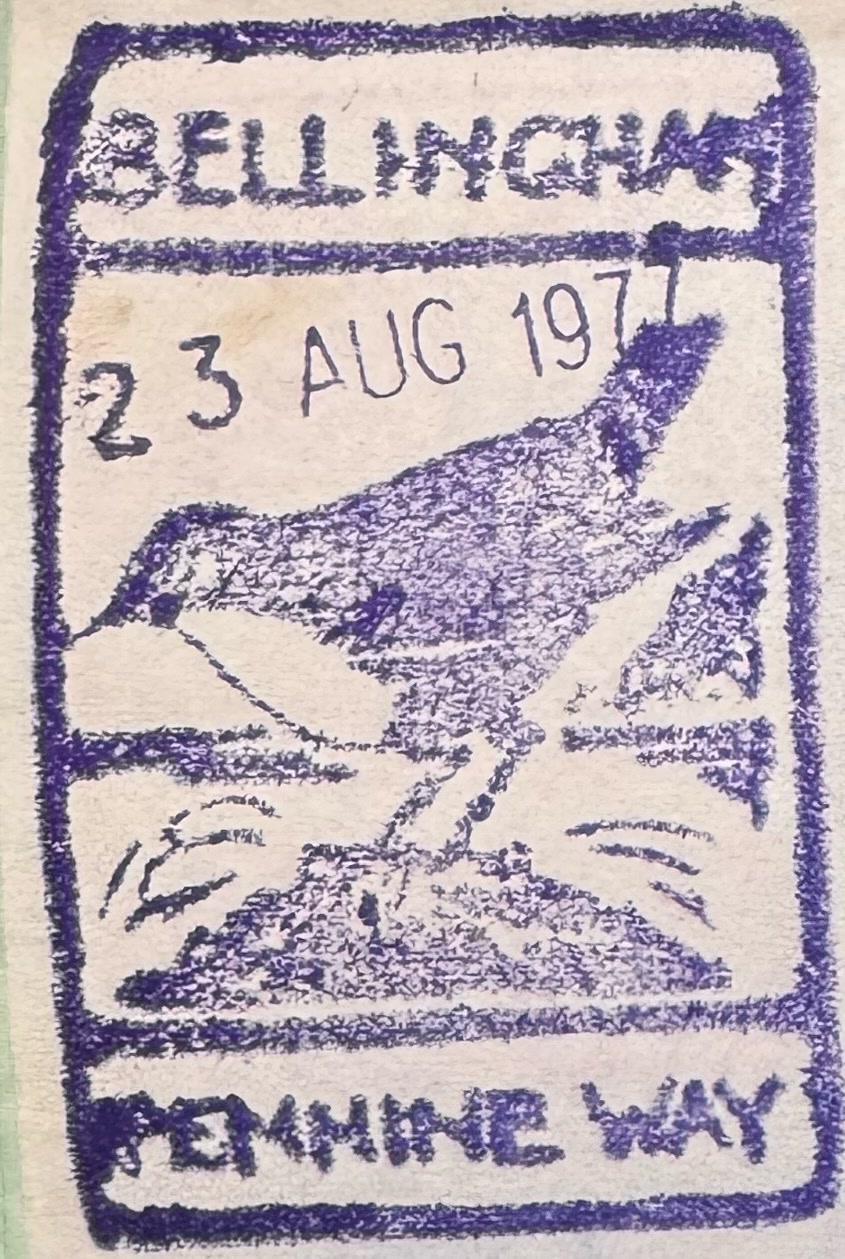 BELLINGHAM
23 AUG 1977
PENNINE WAY